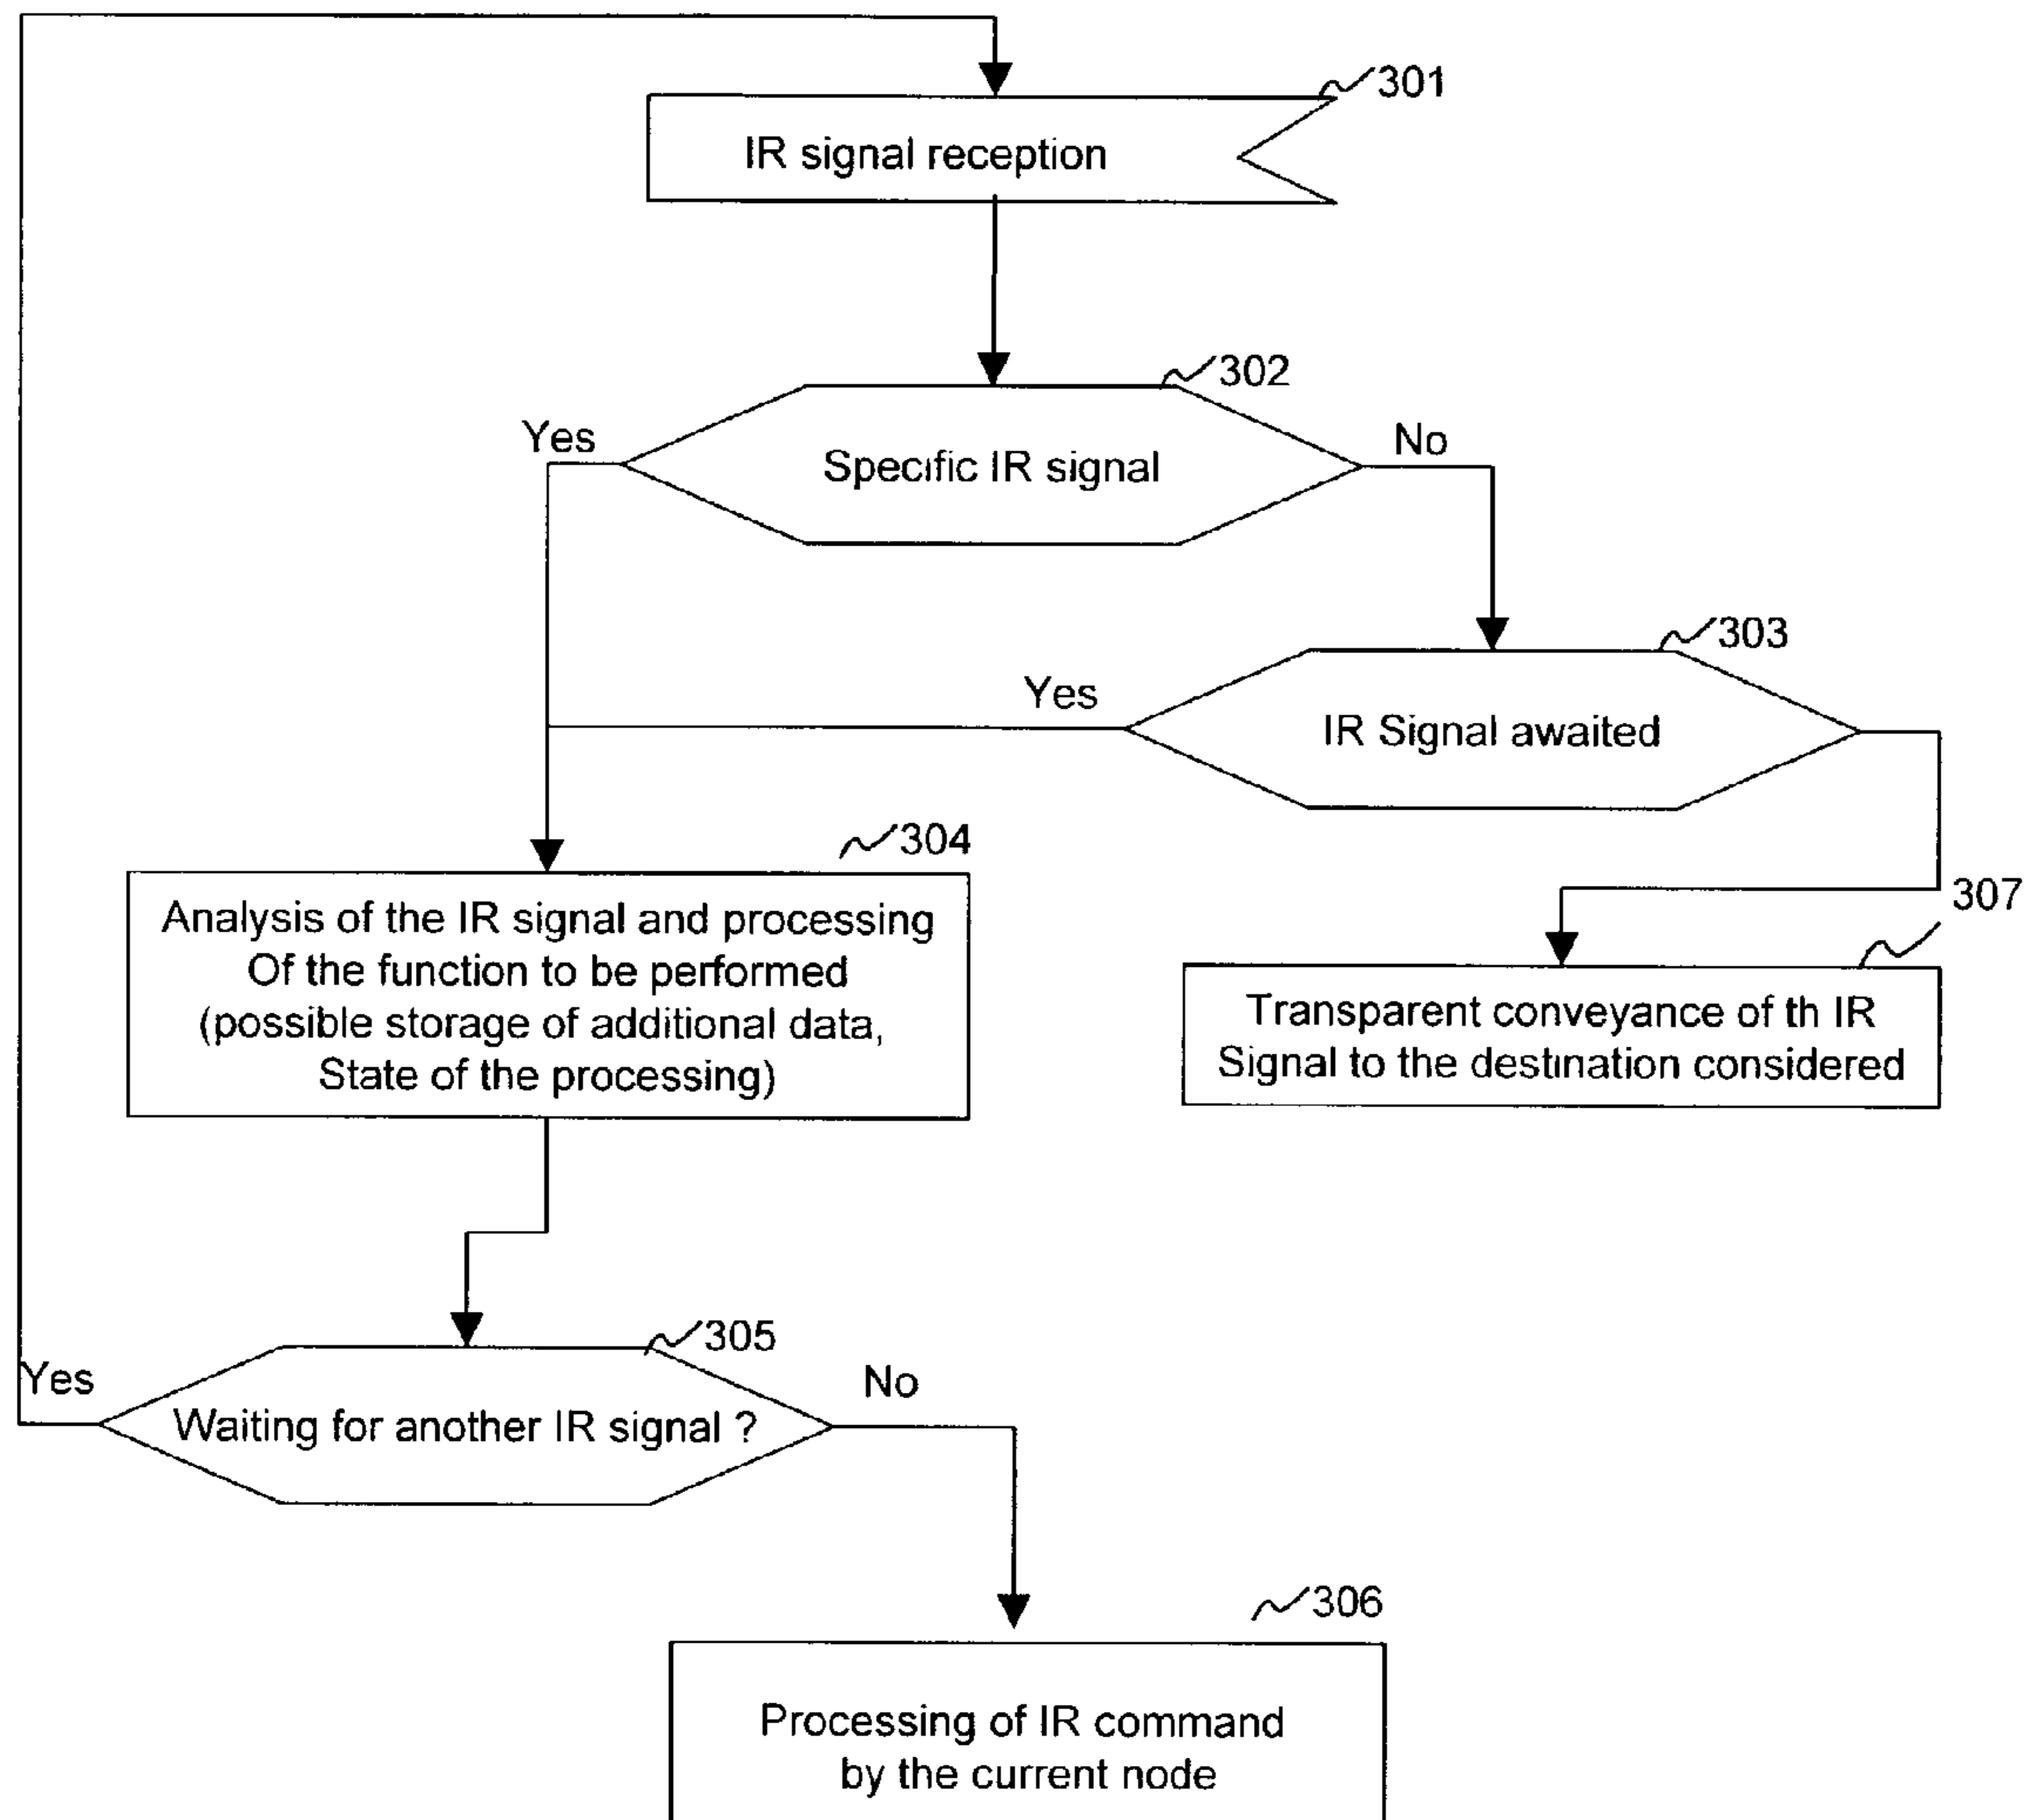 301
IR signal reception
302
Yes
No
Specific IR signal
303
Yes
IR Signal awaited
304
Analysis of the IR signal and processing
Of the function to be performed
(possible storage of additional data,
State of the processing)
307
Transparent conveyance of th IR
Signal to the destination considered
305
Yes
No
Waiting for another IR signal ?
306
Processing of IR command
by the current node